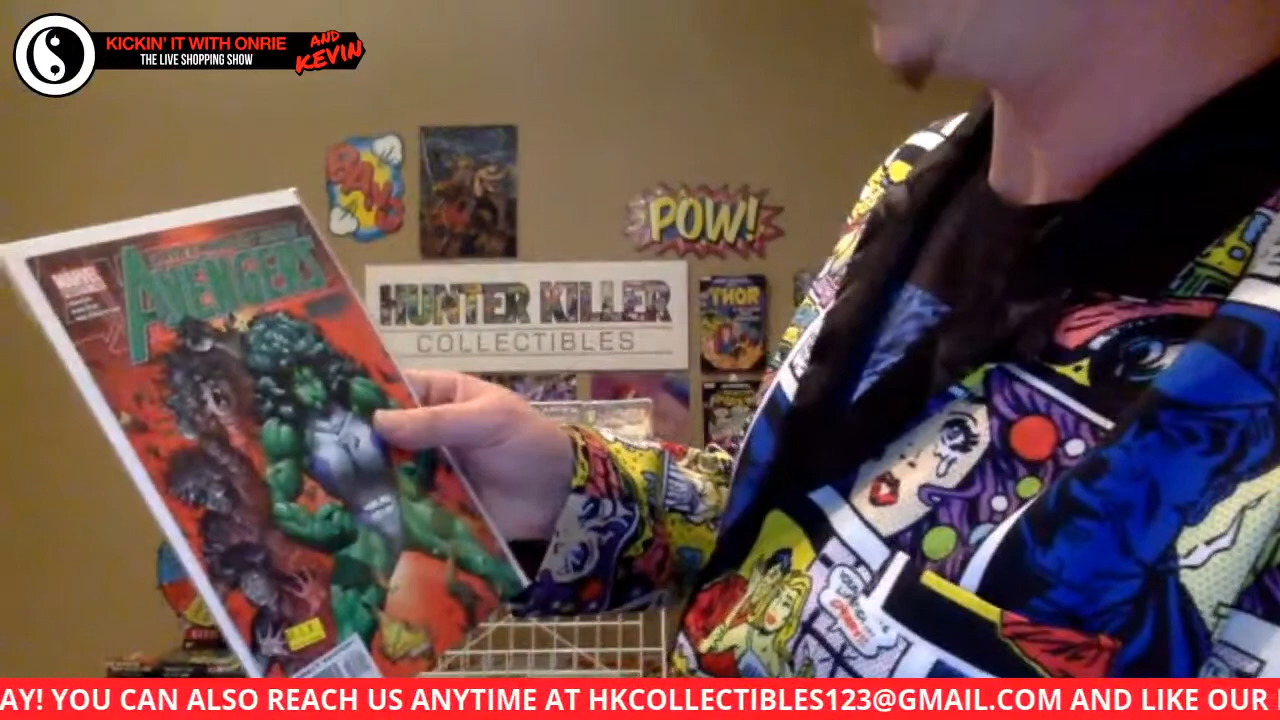 KICKIN' IT WITH ONRIE
AND
KEVIN
THE LIVE SHOPPING SHOW
BAM!
POW!
MARVEL
AVENGERS
HUNTER KILLER
COLLECTIBLES
THOR
AY! YOU CAN ALSO REACH US ANYTIME AT HKCOLLECTIBLES123@GMAIL.COM AND LIKE OUR